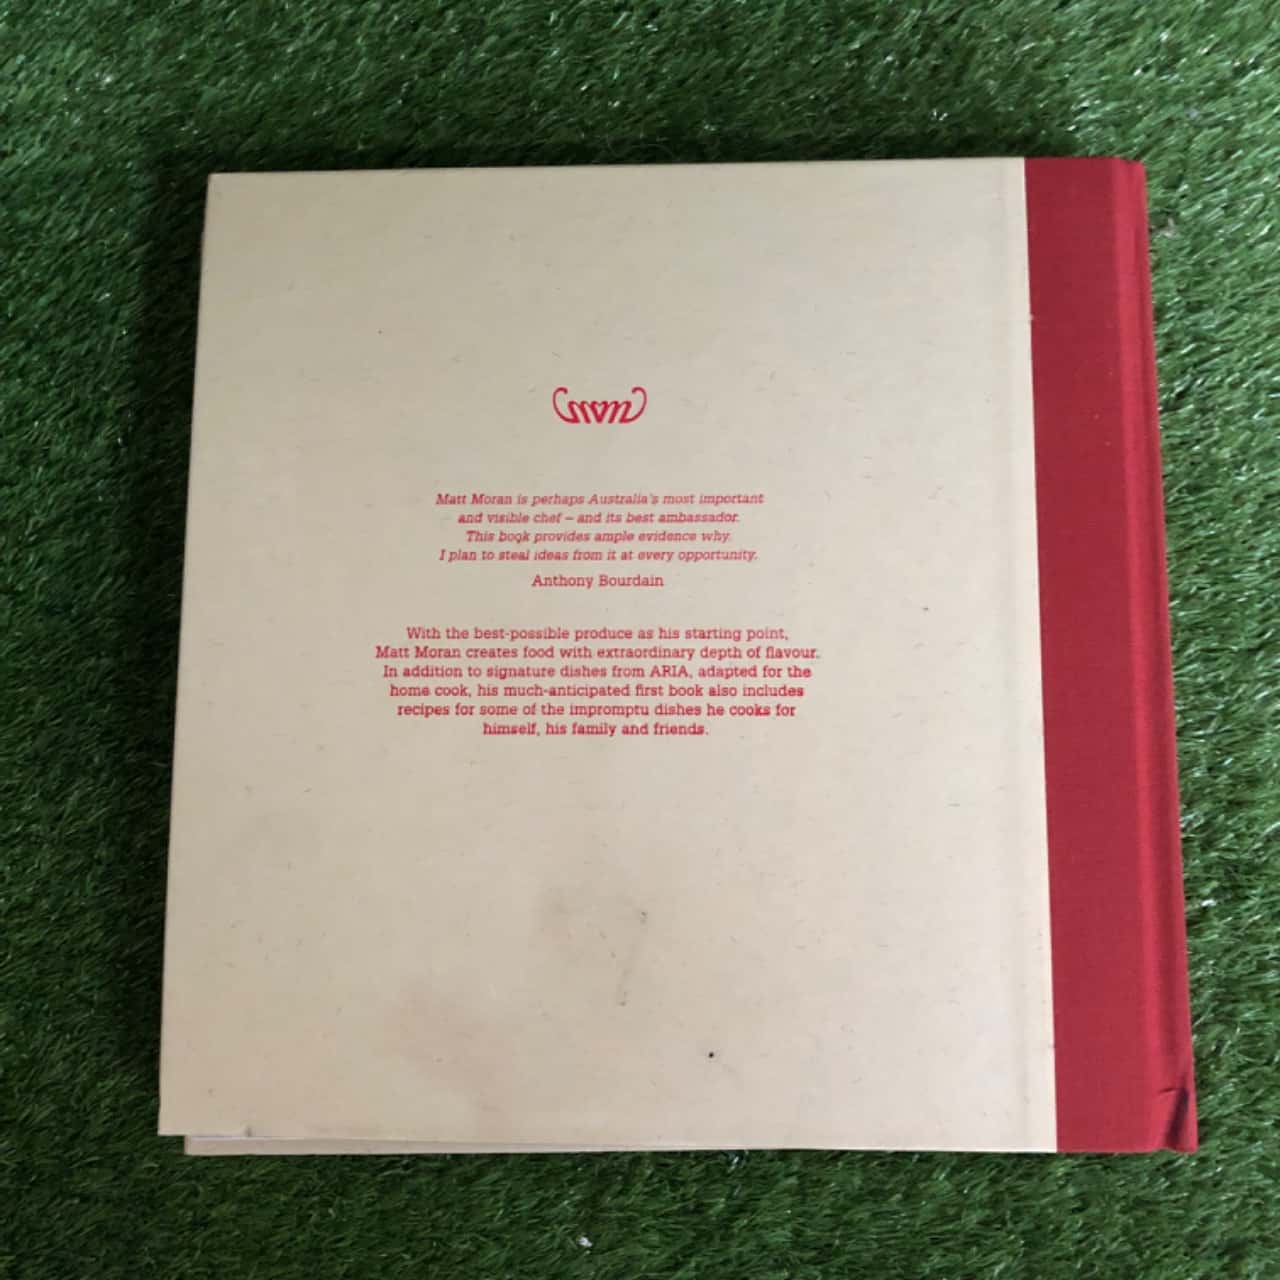 Matt Moran is perhaps Australia's most important
and visible chef – and its best ambassador.
This book provides ample evidence why.
I plan to steal ideas from it at every opportunity.
Anthony Bourdain
With the best-possible produce as his starting point,
Matt Moran creates food with extraordinary depth of flavour.
In addition to signature dishes from ARIA, adapted for the
home cook, his much-anticipated first book also includes
recipes for some of the impromptu dishes he cooks for
himself, his family and friends.